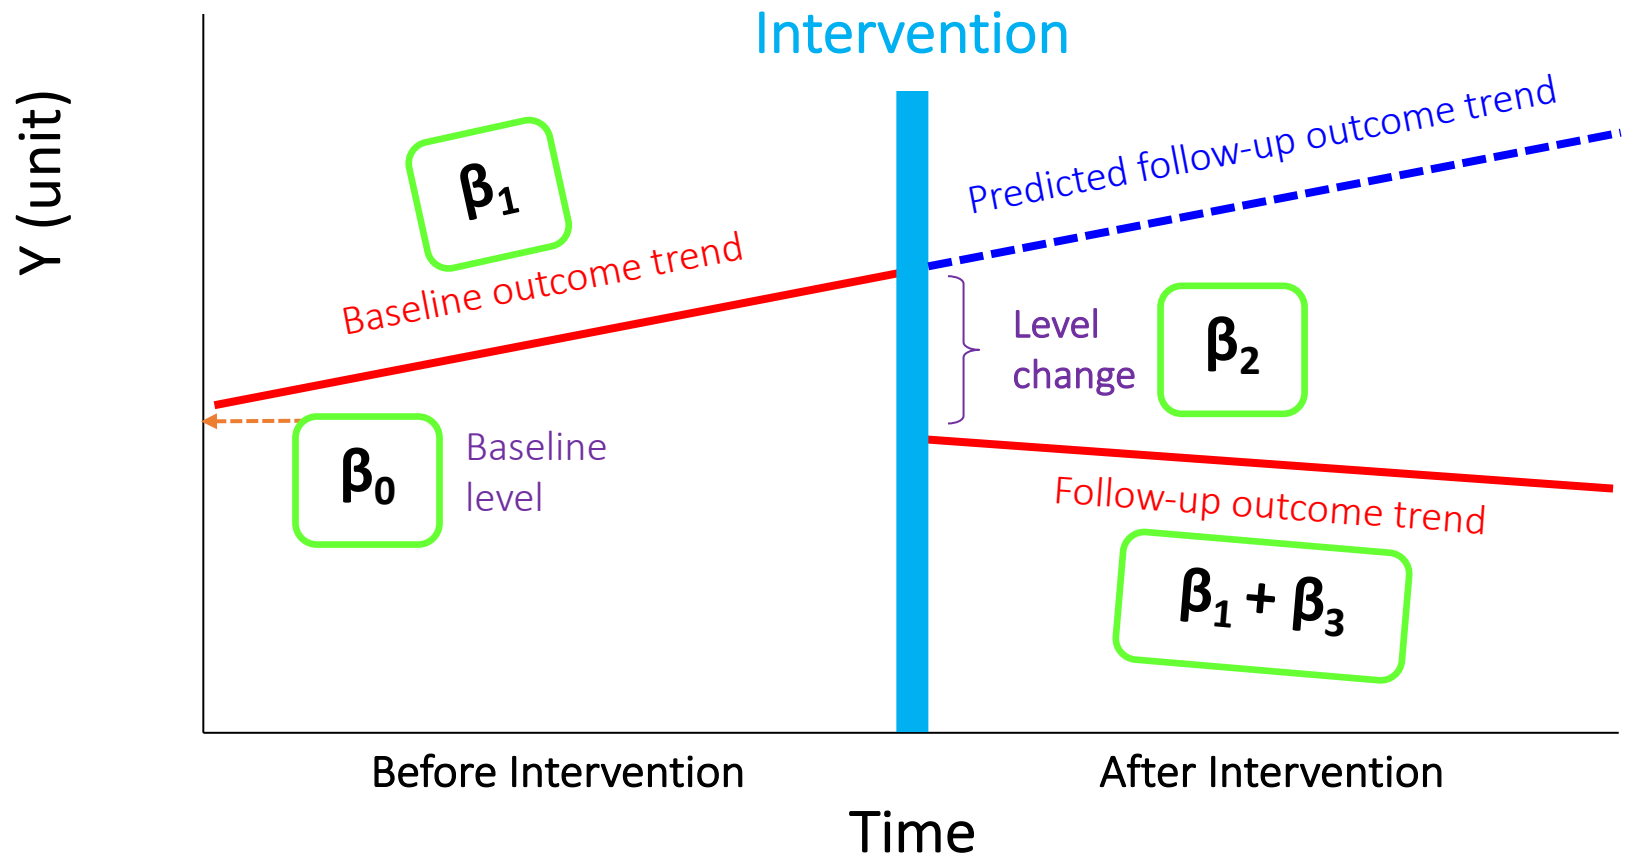 Intervention
Y (unit)
β1
Baseline outcome trend
Predicted follow-up outcome trend
Level
change
β2
β0
Baseline
level
Follow-up outcome trend
β1 + β3
Before Intervention
After Intervention
Time